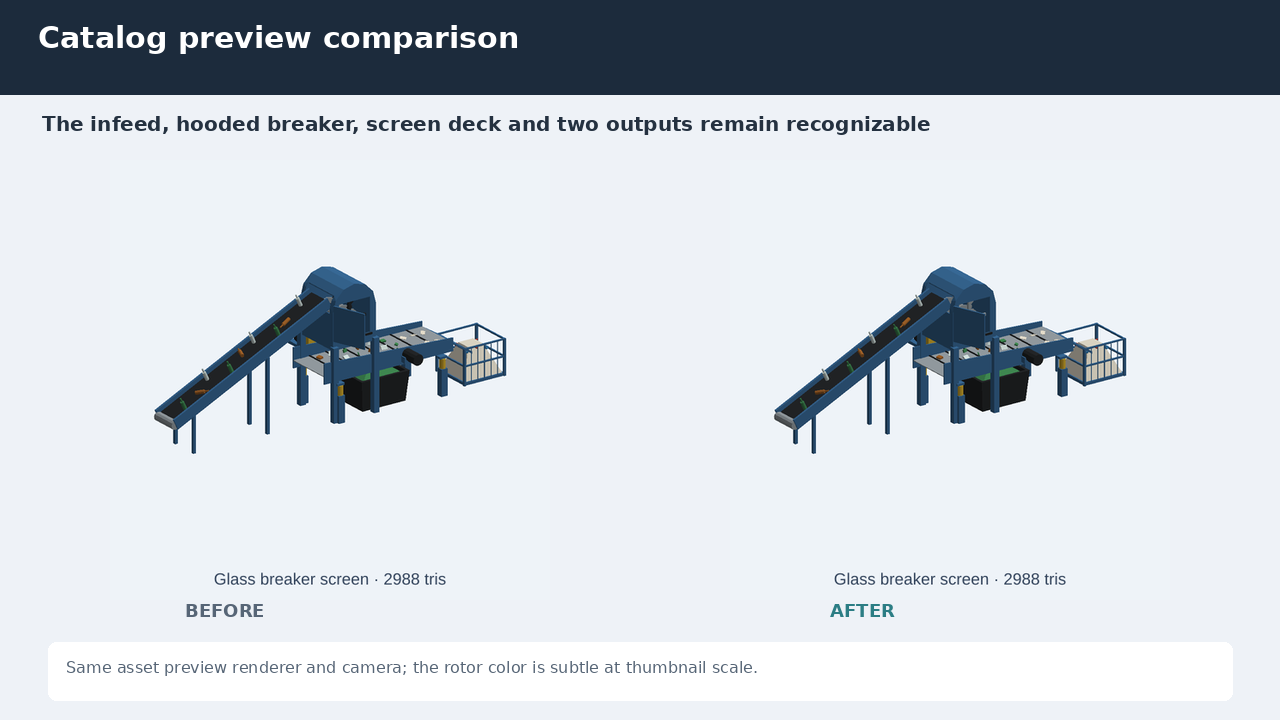 Catalog preview comparison
The infeed, hooded breaker, screen deck and two outputs remain recognizable
Glass breaker screen · 2988 tris
Glass breaker screen · 2988 tris
BEFORE
AFTER
Same asset preview renderer and camera; the rotor color is subtle at thumbnail scale.